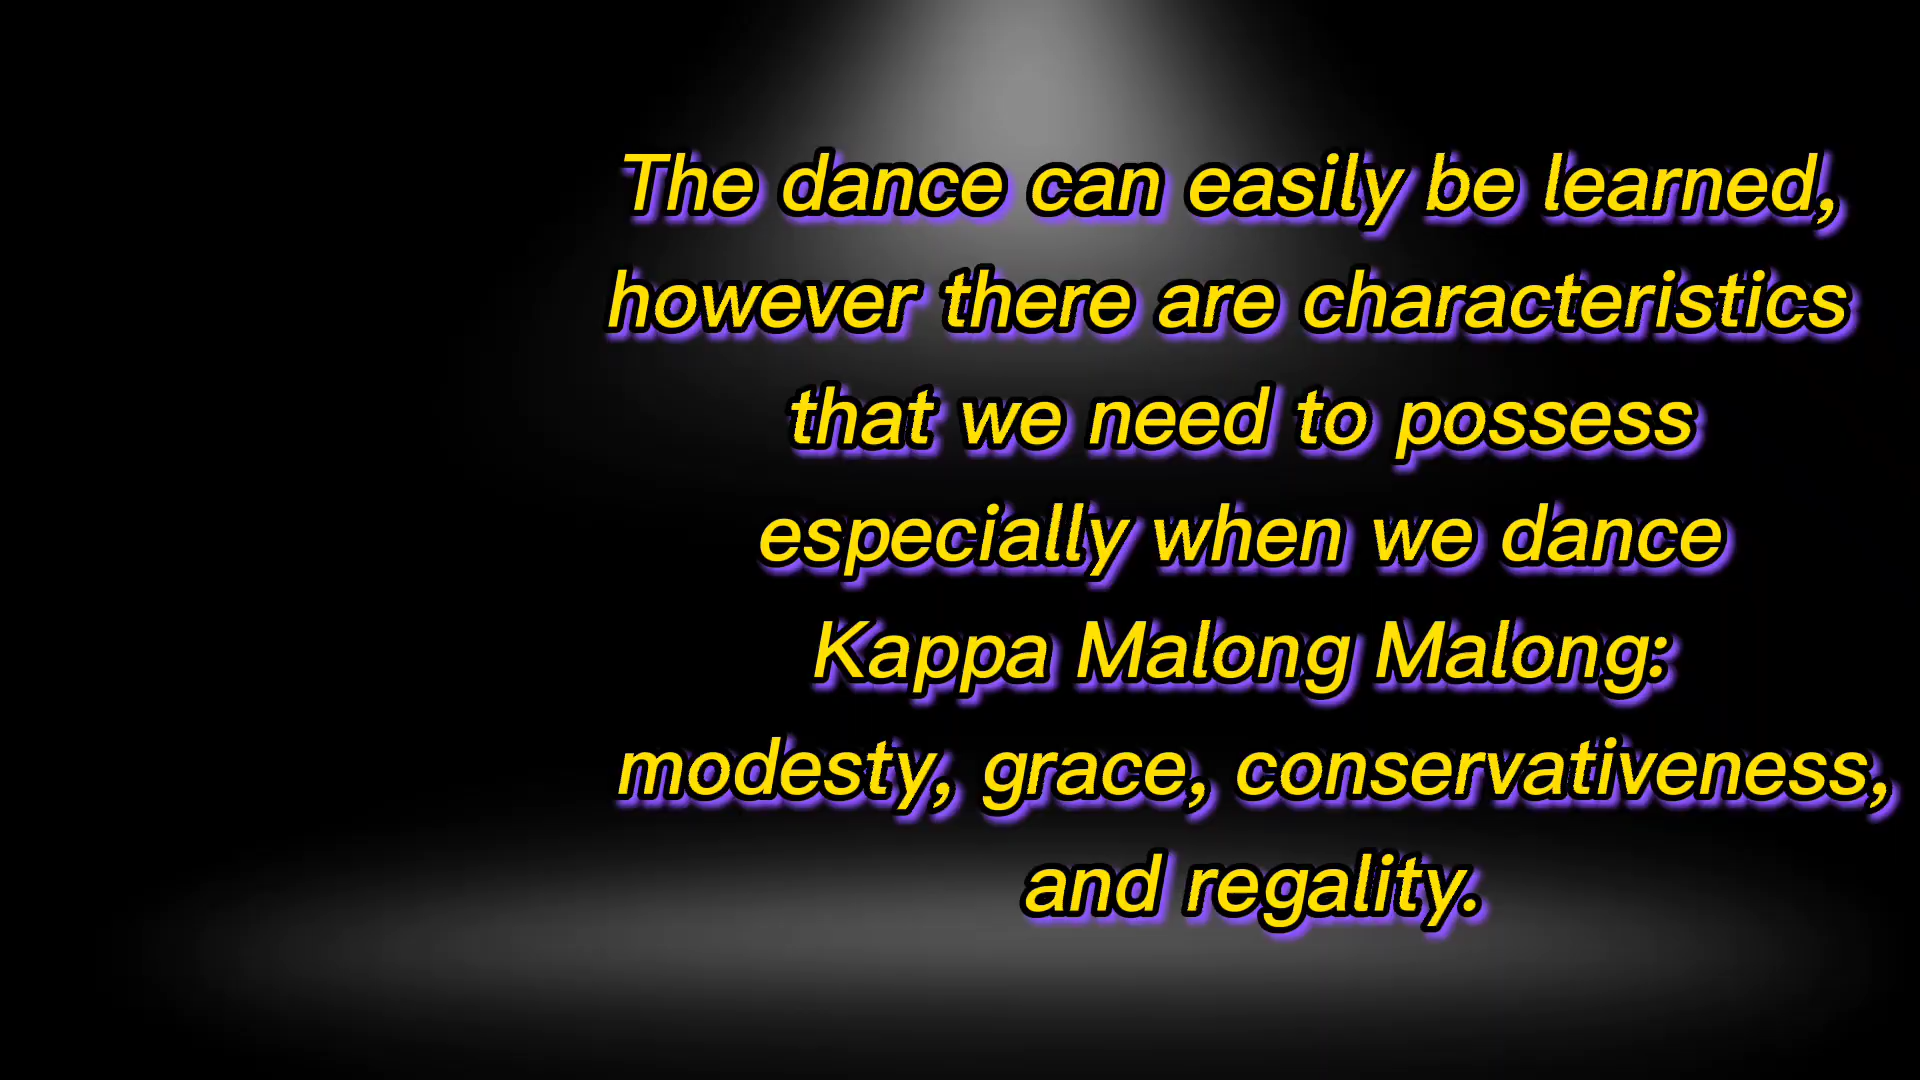 The dance can easily be learned,
however there are characteristics
that we need to possess
especially when we dance
Kappa Malong Malong:
modesty, grace, conservativeness,
and regality.